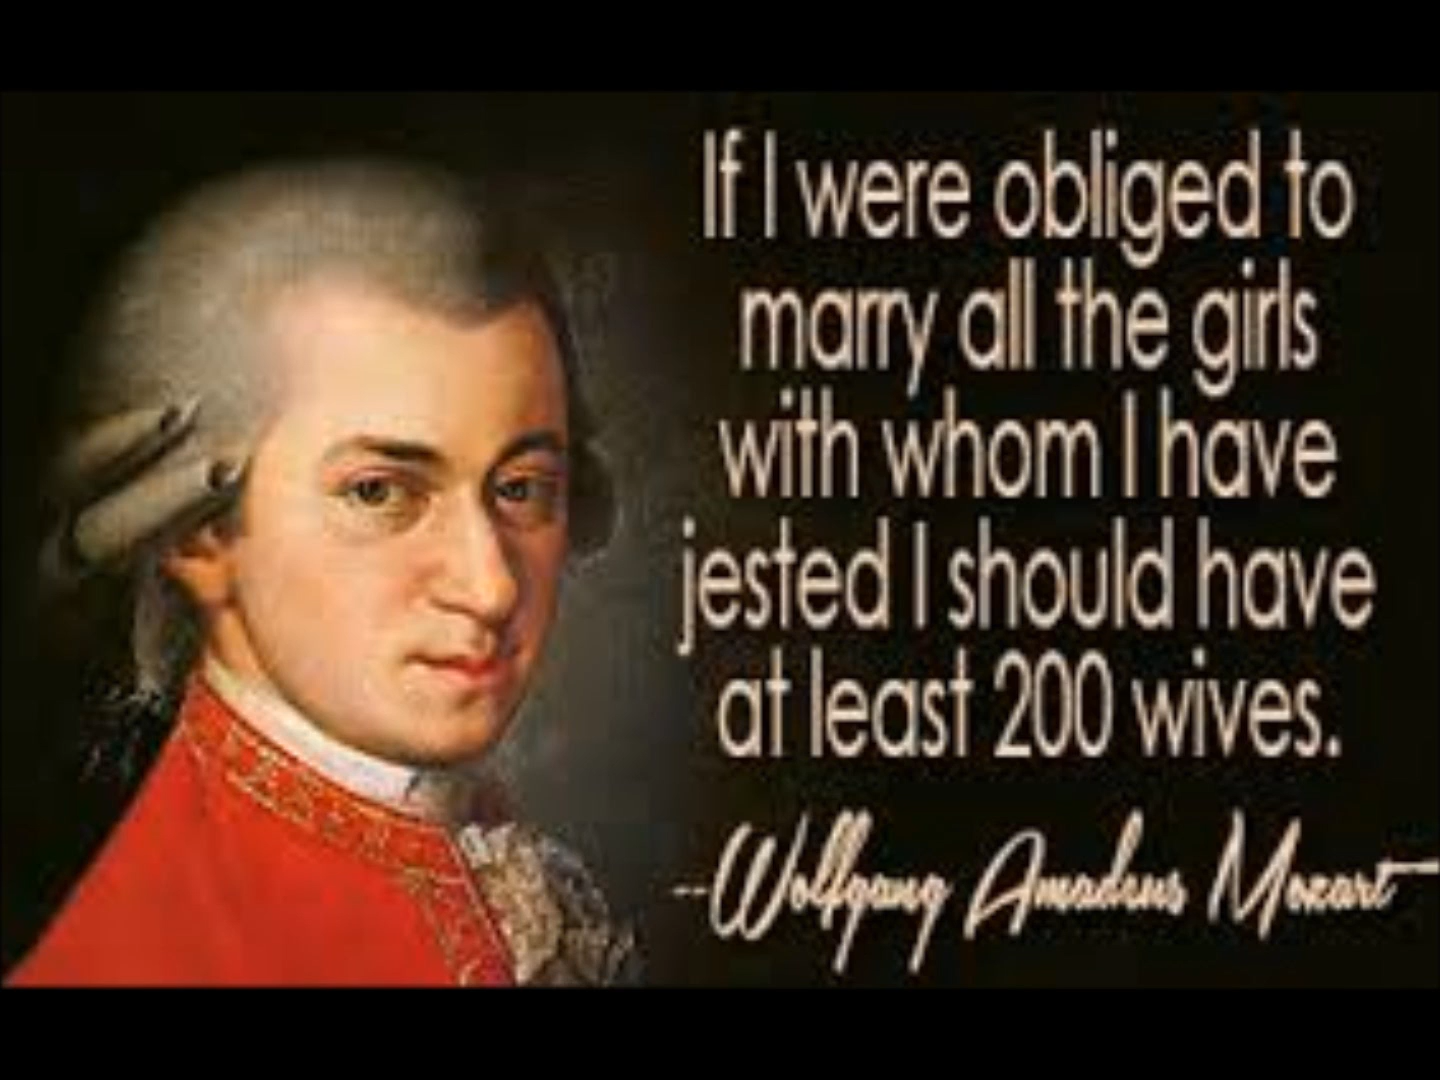 If I were obliged to
marry all the girls
with whom I have
jested I should have
at least 200 wives.
--Wolfgang Amadeus Mozart